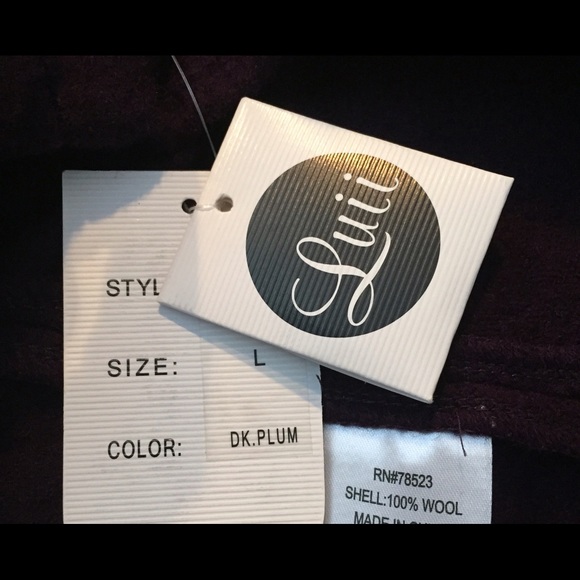 Luii
STYL
SIZE: L
COLOR: DK.PLUM
RN#78523
SHELL:100% WOOL
MADE IN